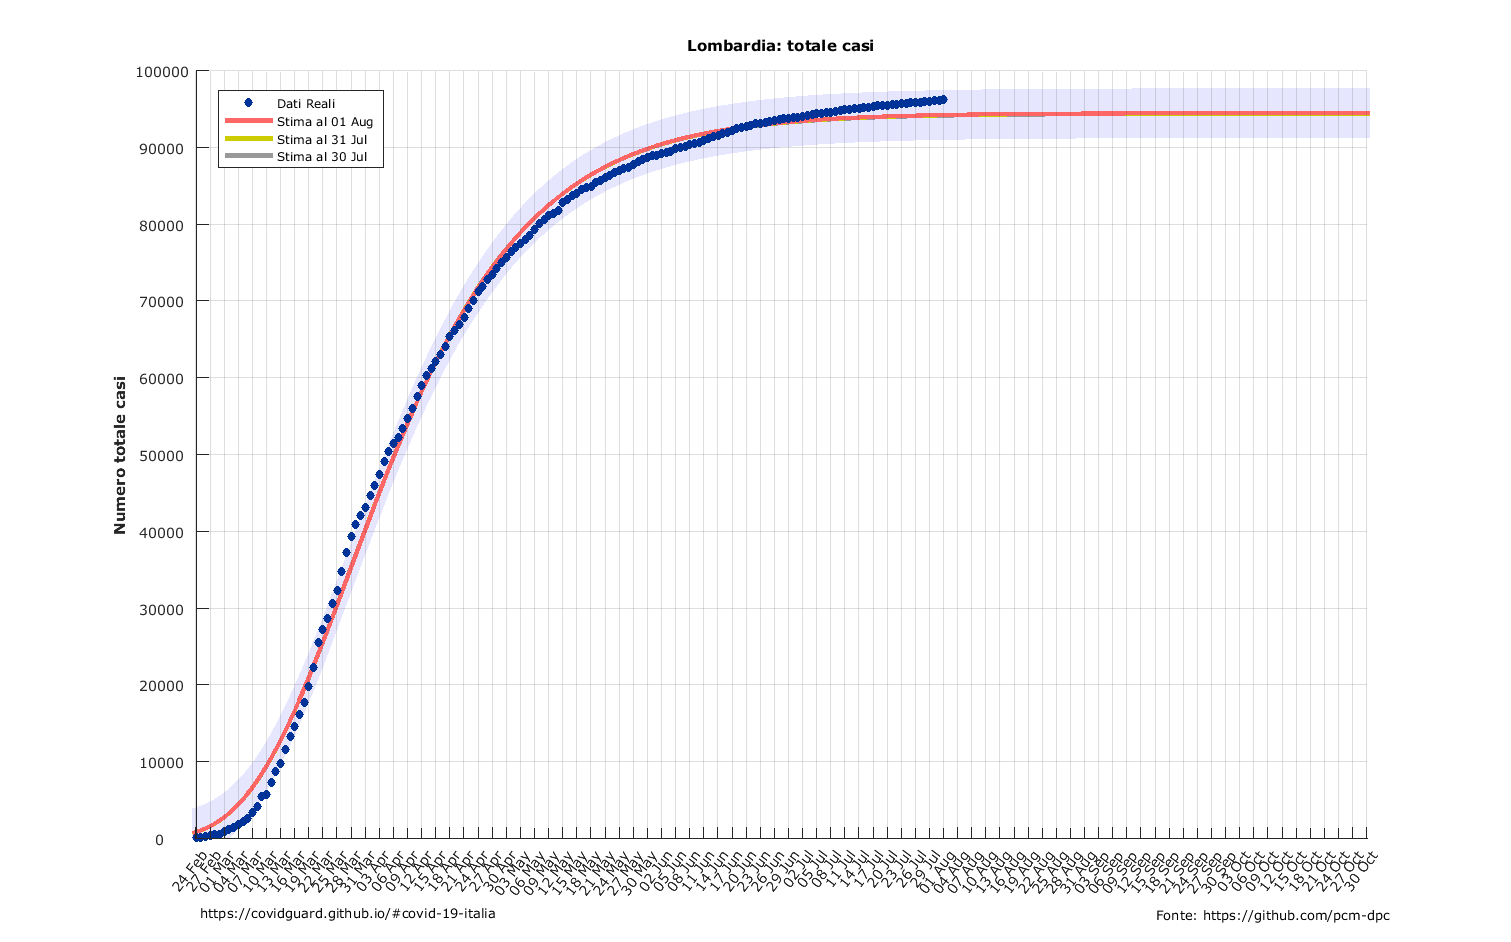 Lombardia: totale casi
Dati Reali
Stima al 01 Aug
Stima al 31 Jul
Stima al 30 Jul
Numero totale casi
100000
90000
80000
70000
60000
50000
40000
30000
20000
10000
0
24 Feb
27 Feb
01 Mar
04 Mar
07 Mar
10 Mar
13 Mar
16 Mar
19 Mar
22 Mar
25 Mar
28 Mar
31 Mar
03 Apr
06 Apr
09 Apr
12 Apr
15 Apr
18 Apr
21 Apr
24 Apr
27 Apr
30 Apr
03 May
06 May
09 May
12 May
15 May
18 May
21 May
24 May
27 May
30 May
02 Jun
05 Jun
08 Jun
11 Jun
14 Jun
17 Jun
20 Jun
23 Jun
26 Jun
29 Jun
02 Jul
05 Jul
08 Jul
11 Jul
14 Jul
17 Jul
20 Jul
23 Jul
26 Jul
29 Jul
01 Aug
04 Aug
07 Aug
10 Aug
13 Aug
16 Aug
19 Aug
22 Aug
25 Aug
28 Aug
31 Aug
03 Sep
06 Sep
09 Sep
12 Sep
15 Sep
18 Sep
21 Sep
24 Sep
27 Sep
30 Sep
03 Oct
06 Oct
09 Oct
12 Oct
15 Oct
18 Oct
21 Oct
24 Oct
27 Oct
30 Oct
https://covidguard.github.io/#covid-19-italia
Fonte: https://github.com/pcm-dpc